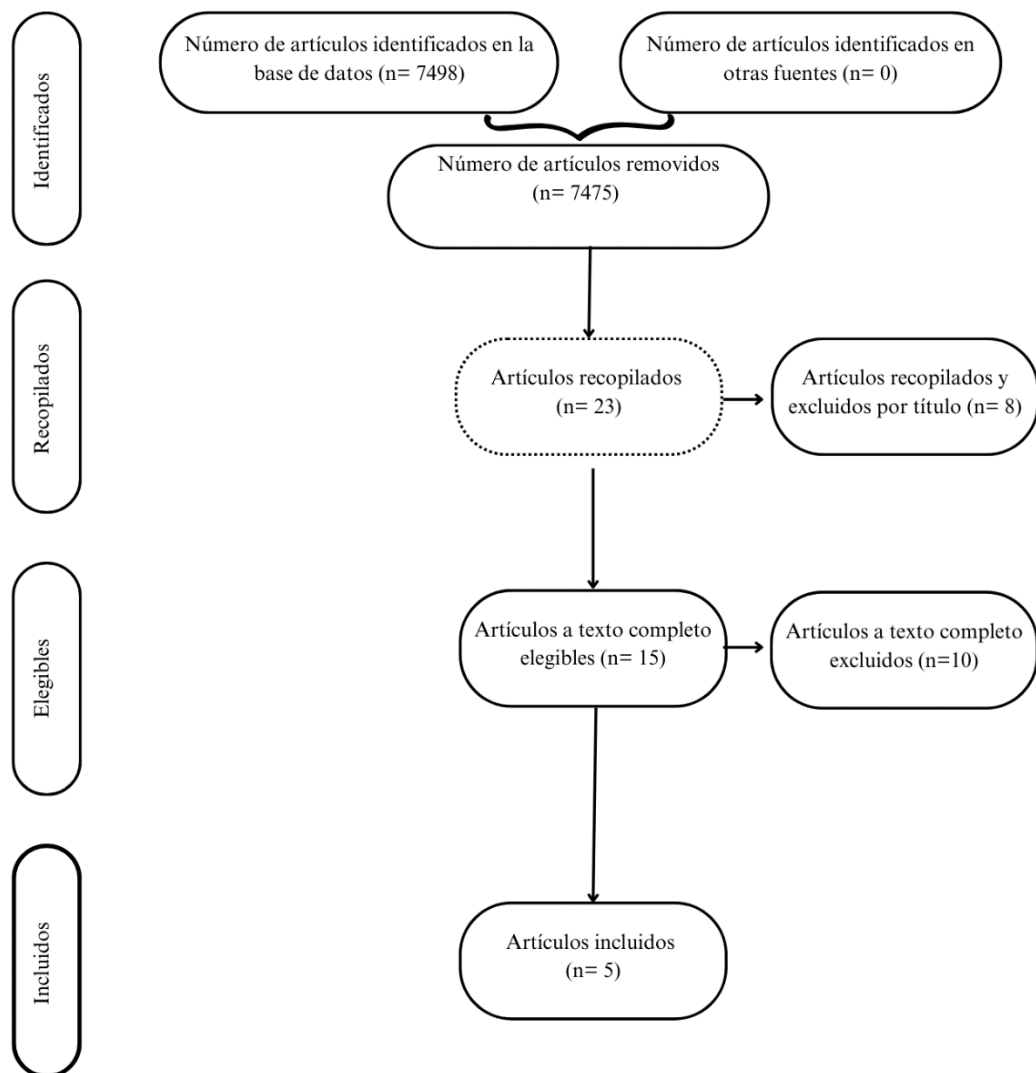 Identificados
Número de artículos identificados en la
base de datos (n= 7498)
Número de artículos identificados en
otras fuentes (n= 0)
Número de artículos removidos
(n= 7475)
Recopilados
Artículos recopilados
(n= 23)
Artículos recopilados y
excluidos por título (n= 8)
Elegibles
Artículos a texto completo
elegibles (n= 15)
Artículos a texto completo
excluidos (n=10)
Incluidos
Artículos incluidos
(n= 5)